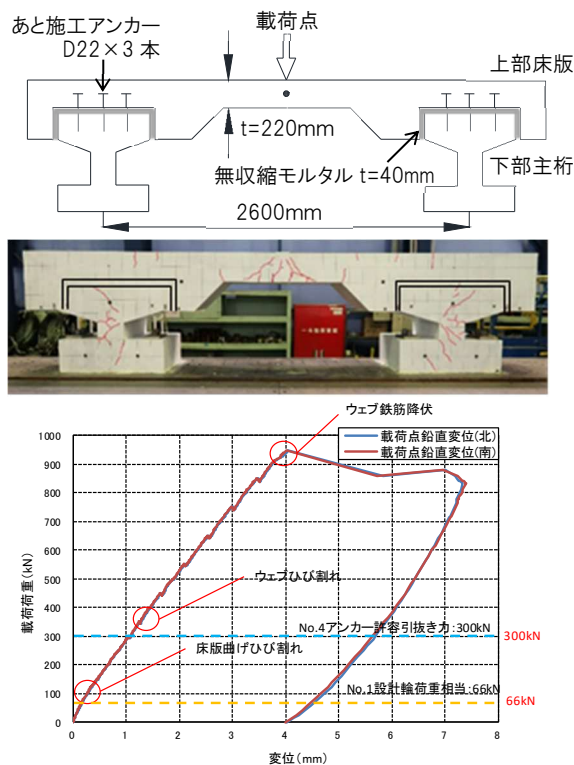 あと施工アンカー
D22×3 本
載荷点
上部床版
t=220mm
無収縮モルタル t=40mm
下部主桁
2600mm
ウェブ鉄筋降伏
載荷点鉛直変位(北)
載荷点鉛直変位(南)
ウェブひび割れ
No.4アンカー許容引抜き力:300kN
300kN
床版曲げひび割れ
No.1設計輪荷重相当:66kN
66kN
載荷荷重(kN)
1000
900
800
700
600
500
400
300
200
100
0
0 1 2 3 4 5 6 7 8
変位(mm)